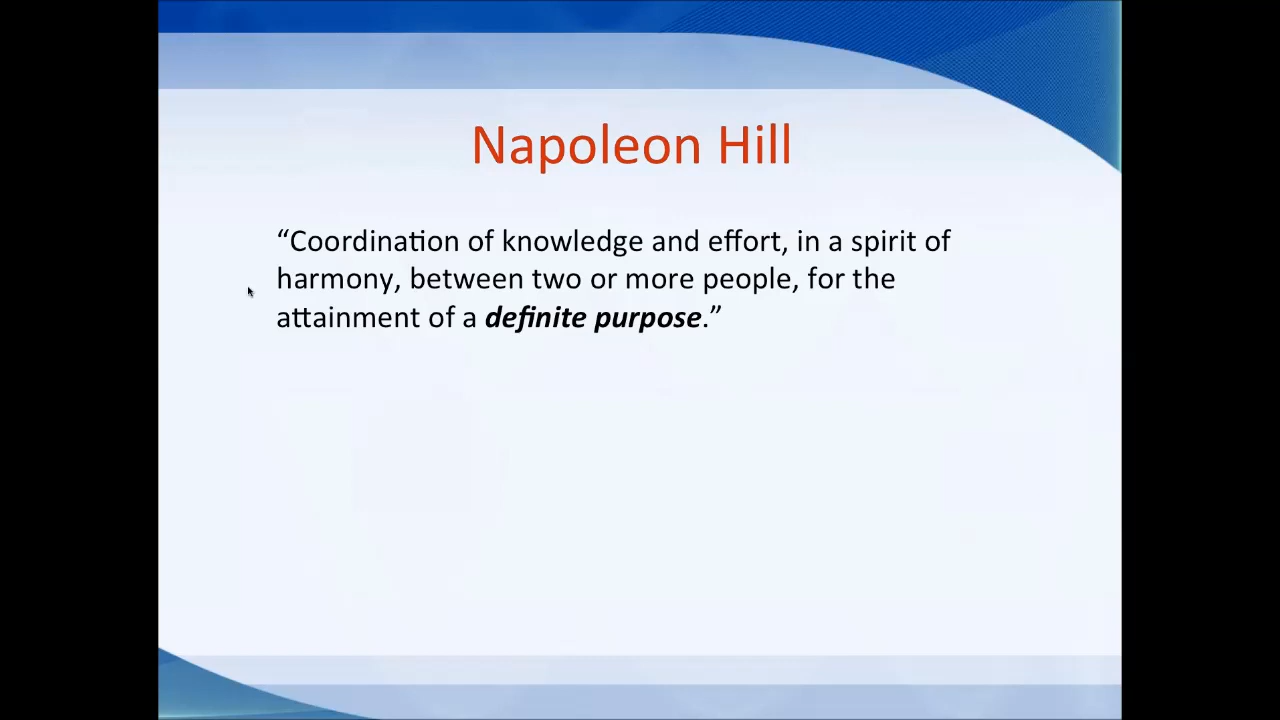 Napoleon Hill
“Coordination of knowledge and effort, in a spirit of
harmony, between two or more people, for the
attainment of a definite purpose.”